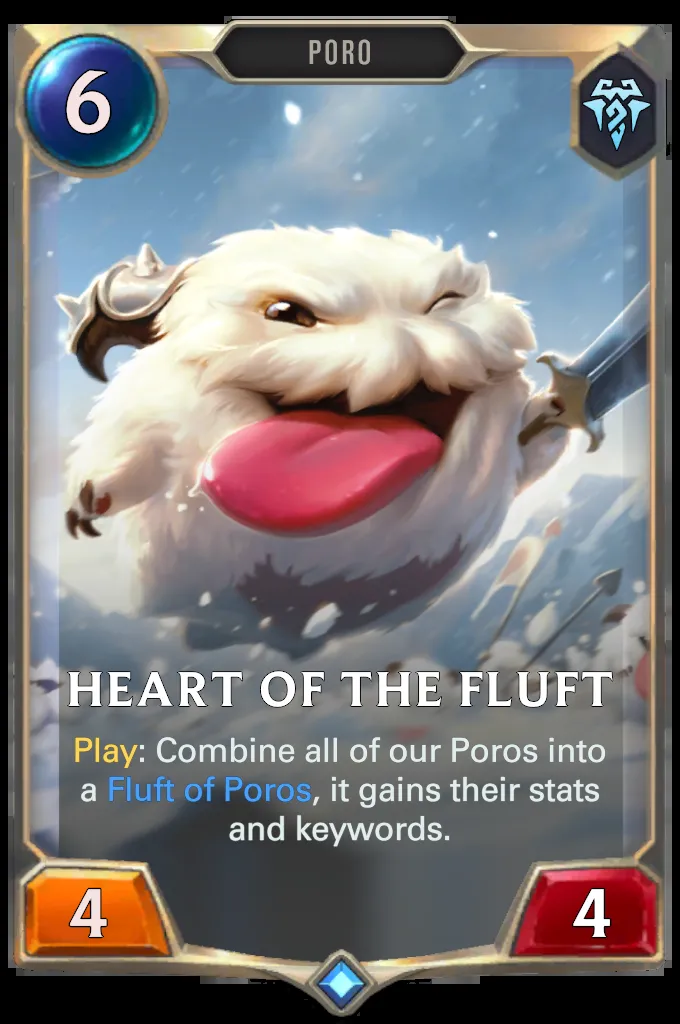 PORO
6
HEART OF THE FLUFT
Play: Combine all of our Poros into
a Fluft of Poros, it gains their stats
and keywords.
4
4